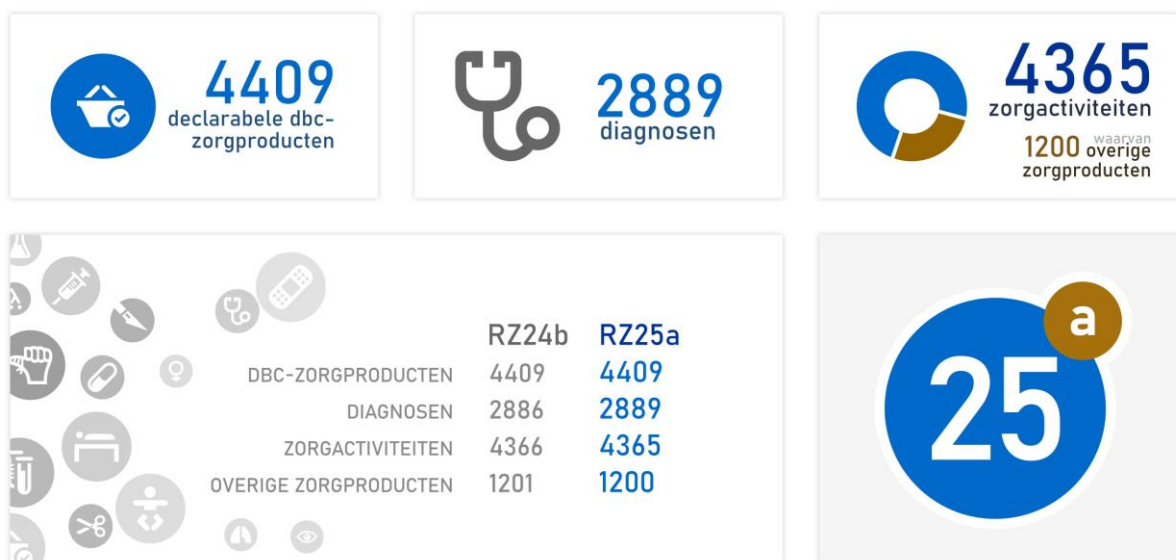 4409
declarabele dbc-
zorgproducten
2889
diagnosen
4365
zorgactiviteiten
waarvan
1200 overige
zorgproducten
RZ24b RZ25a
DBC-ZORGPRODUCTEN 4409 4409
DIAGNOSEN 2886 2889
ZORGACTIVITEITEN 4366 4365
OVERIGE ZORGPRODUCTEN 1201 1200
25
a